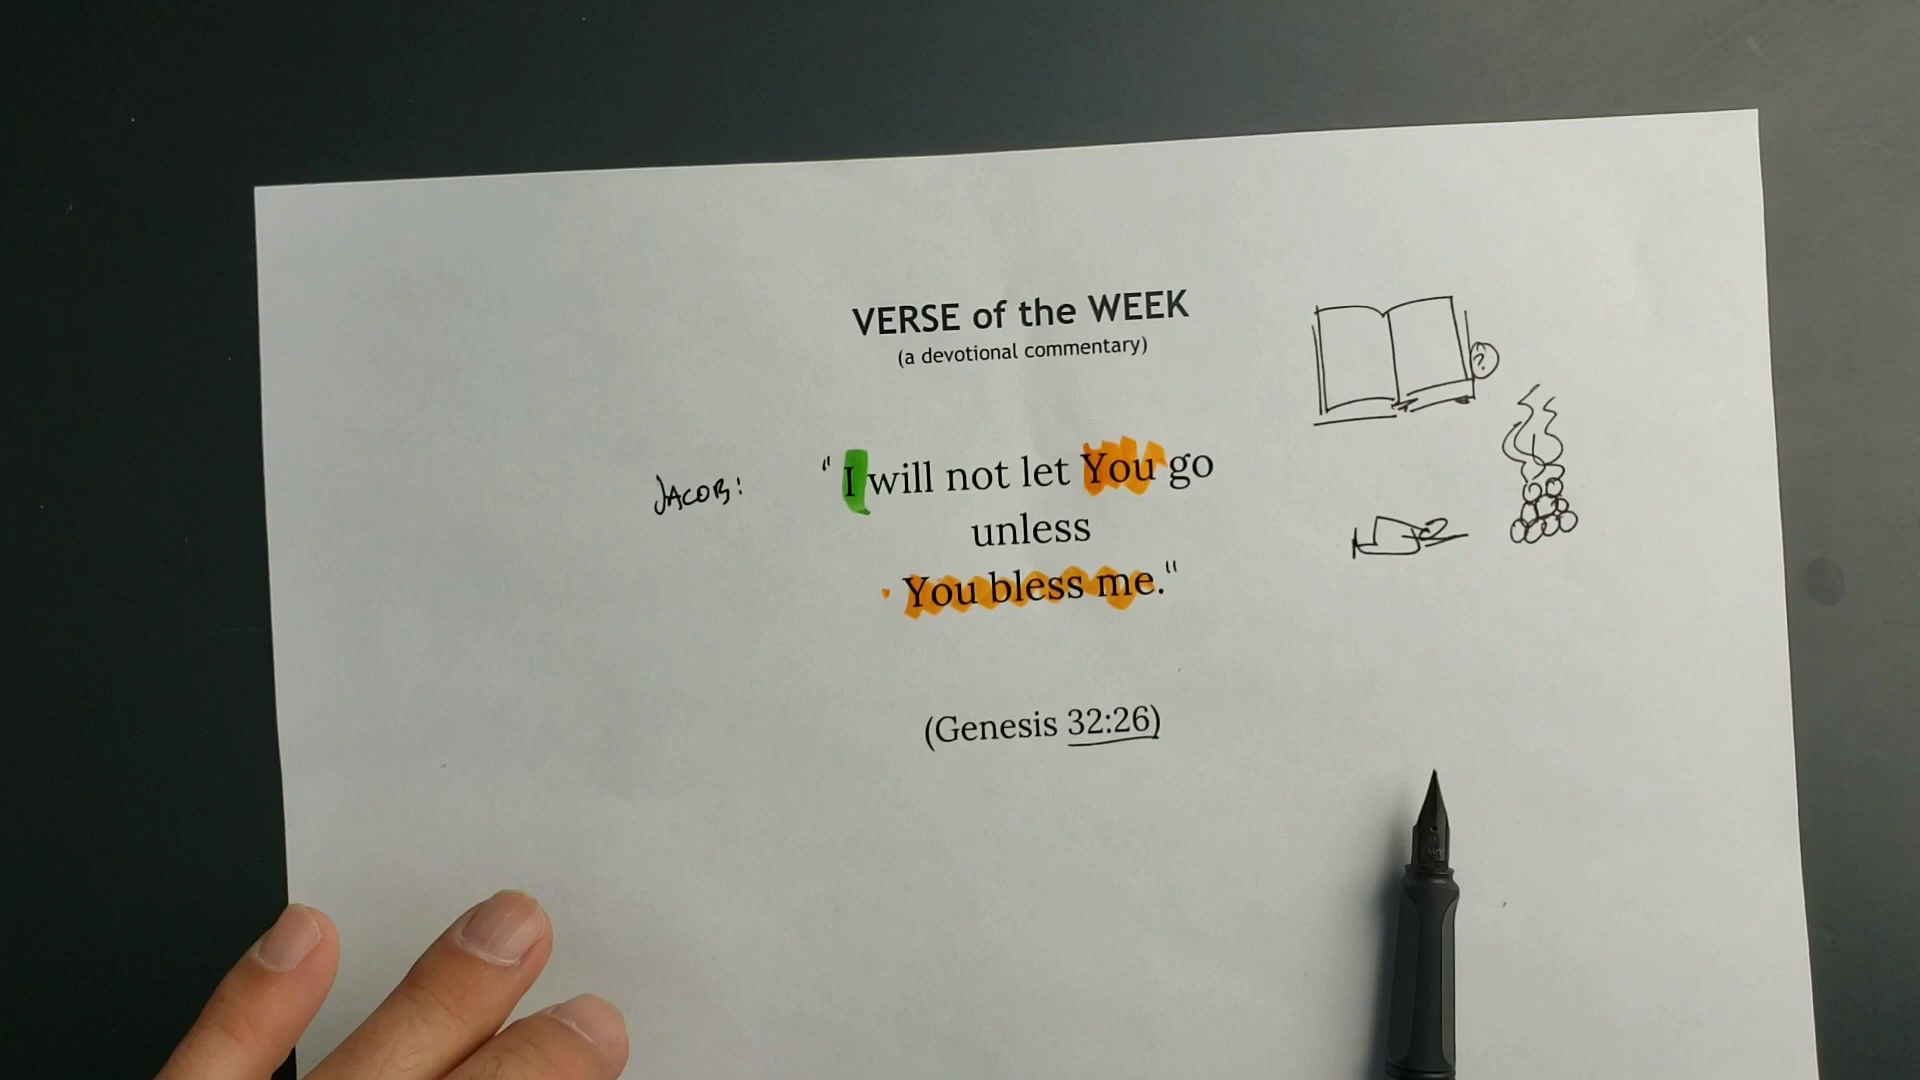 VERSE of the WEEK
(a devotional commentary)
JACOB:
"I will not let You go
unless
You bless me."
(Genesis 32:26)
?